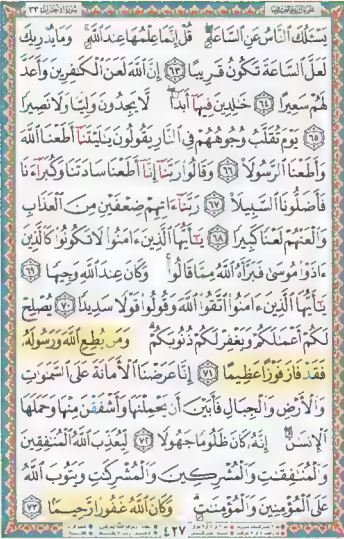 يَسْـَٔلُكَ ٱلنَّاسُ عَنِ ٱلسَّاعَةِ ۖ قُلْ إِنَّمَا عِلْمُهَا عِندَ ٱللَّهِ ۚ وَمَا يُدْرِيكَ
لَعَلَّ ٱلسَّاعَةَ تَكُونُ قَرِيبًا ﴿٦٣﴾ إِنَّ ٱللَّهَ لَعَنَ ٱلْكَـٰفِرِينَ وَأَعَدَّ
لَهُمْ سَعِيرًا ﴿٦٤﴾ خَـٰلِدِينَ فِيهَآ أَبَدًا ۖ لَّا يَجِدُونَ وَلِيًّا وَلَا نَصِيرًا
﴿٦٥﴾ يَوْمَ تُقَلَّبُ وُجُوهُهُمْ فِى ٱلنَّارِ يَقُولُونَ يَـٰلَيْتَنَآ أَطَعْنَا ٱللَّهَ
وَأَطَعْنَا ٱلرَّسُولَا۠ ﴿٦٦﴾ وَقَالُوا۟ رَبَّنَآ إِنَّآ أَطَعْنَا سَادَتَنَا وَكُبَرَآءَنَا
فَأَضَلُّونَا ٱلسَّبِيلَا۠ ﴿٦٧﴾ رَبَّنَآ ءَاتِهِمْ ضِعْفَيْنِ مِنَ ٱلْعَذَابِ
وَٱلْعَنْهُمْ لَعْنًا كَبِيرًا ﴿٦٨﴾ يَـٰٓأَيُّهَا ٱلَّذِينَ ءَامَنُوا۟ لَا تَكُونُوا۟ كَٱلَّذِينَ
ءَاذَوْا۟ مُوسَىٰ فَبَرَّأَهُ ٱللَّهُ مِمَّا قَالُوا۟ ۚ وَكَانَ عِندَ ٱللَّهِ وَجِيهًا ﴿٦٩﴾
يَـٰٓأَيُّهَا ٱلَّذِينَ ءَامَنُوا۟ ٱتَّقُوا۟ ٱللَّهَ وَقُولُوا۟ قَوْلًا سَدِيدًا ﴿٧٠﴾ يُصْلِحْ
لَكُمْ أَعْمَـٰلَكُمْ وَيَغْفِرْ لَكُمْ ذُنُوبَكُمْ ۗ وَمَن يُطِعِ ٱللَّهَ وَرَسُولَهُۥ
فَقَدْ فَازَ فَوْزًا عَظِيمًا ﴿٧١﴾ إِنَّا عَرَضْنَا ٱلْأَمَانَةَ عَلَى ٱلسَّمَـٰوَٰتِ
وَٱلْأَرْضِ وَٱلْجِبَالِ فَأَبَيْنَ أَن يَحْمِلْنَهَا وَأَشْفَقْنَ مِنْهَا وَحَمَلَهَا
ٱلْإِنسَـٰنُ ۖ إِنَّهُۥ كَانَ ظَلُومًا جَهُولًا ﴿٧٢﴾ لِّيُعَذِّبَ ٱللَّهُ ٱلْمُنَـٰفِقِينَ
وَٱلْمُنَـٰفِقَـٰتِ وَٱلْمُشْرِكِينَ وَٱلْمُشْرِكَـٰتِ وَيَتُوبَ ٱللَّهُ
عَلَى ٱلْمُؤْمِنِينَ وَٱلْمُؤْمِنَـٰتِ ۗ وَكَانَ ٱللَّهُ غَفُورًا رَّحِيمًا ﴿٧٣﴾
٤٢٧